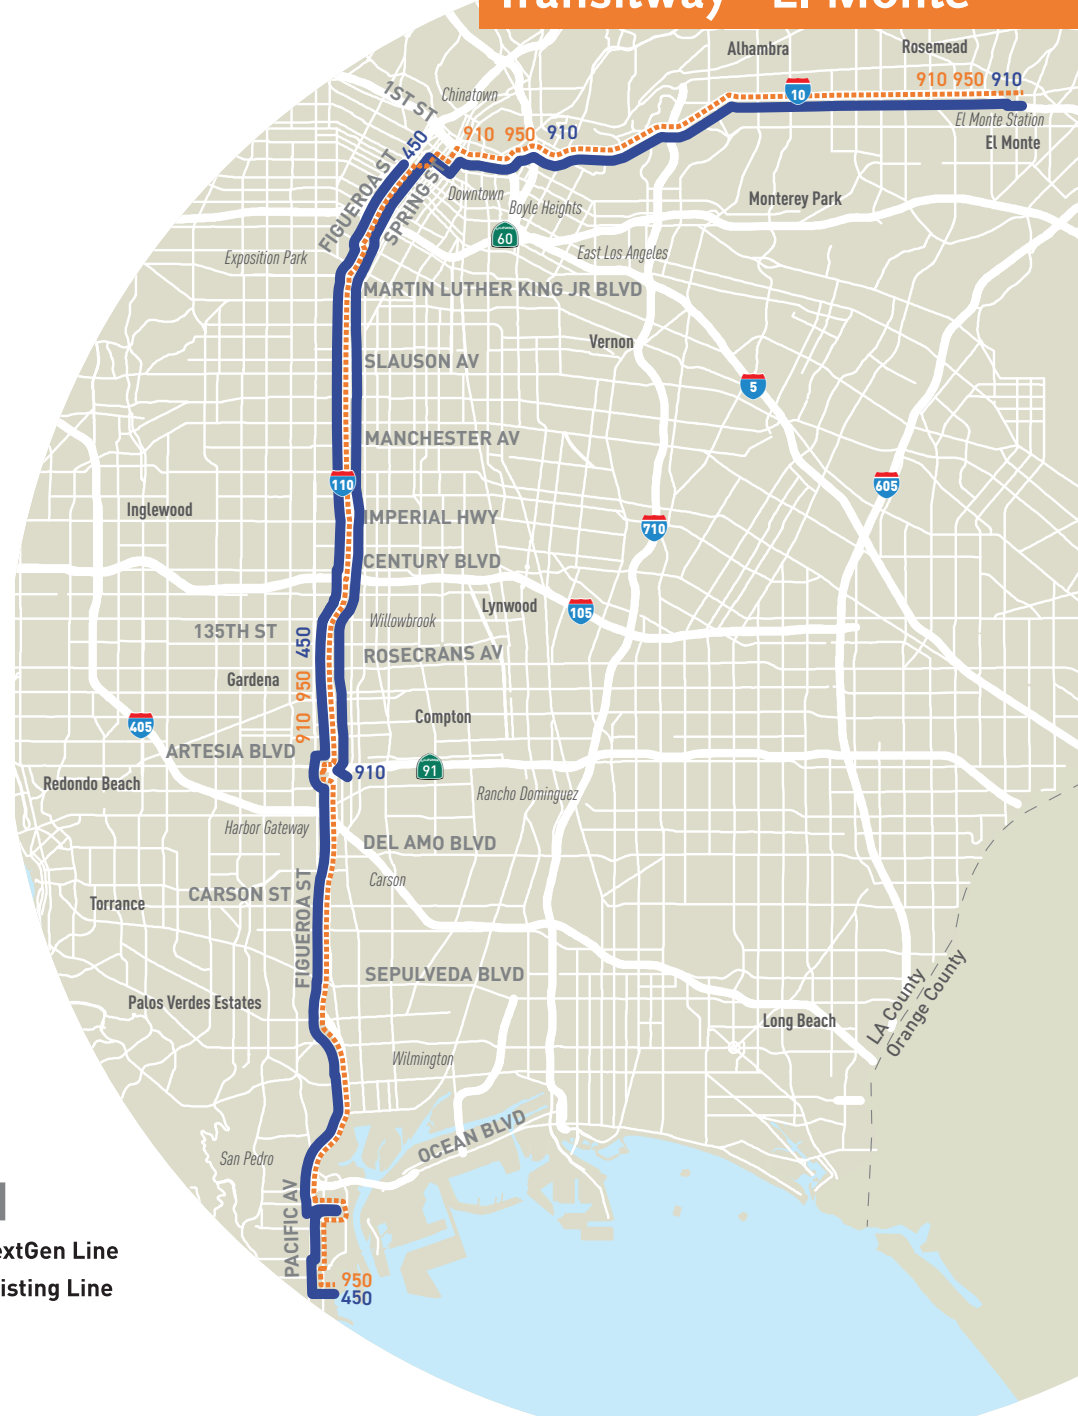 Transitway - El Monte
Alhambra
Rosemead
910 950 910
10
1ST ST
Chinatown
El Monte Station
El Monte
450
910 950 910
FIGUEROA ST
SPRING ST
Downtown
Boyle Heights
Monterey Park
60
Exposition Park
East Los Angeles
MARTIN LUTHER KING JR BLVD
Vernon
SLAUSON AV
5
MANCHESTER AV
110
605
Inglewood
IMPERIAL HWY
710
CENTURY BLVD
Lynwood
105
Willowbrook
135TH ST
450
ROSECRANS AV
Gardena
910 950
Compton
405
ARTESIA BLVD
910
91
Redondo Beach
Rancho Dominguez
Harbor Gateway
DEL AMO BLVD
Carson
CARSON ST
Torrance
FIGUEROA ST
SEPULVEDA BLVD
Palos Verdes Estates
LA County
Orange County
Long Beach
Wilmington
OCEAN BLVD
San Pedro
PACIFIC AV
extGen Line
isting Line
950
450